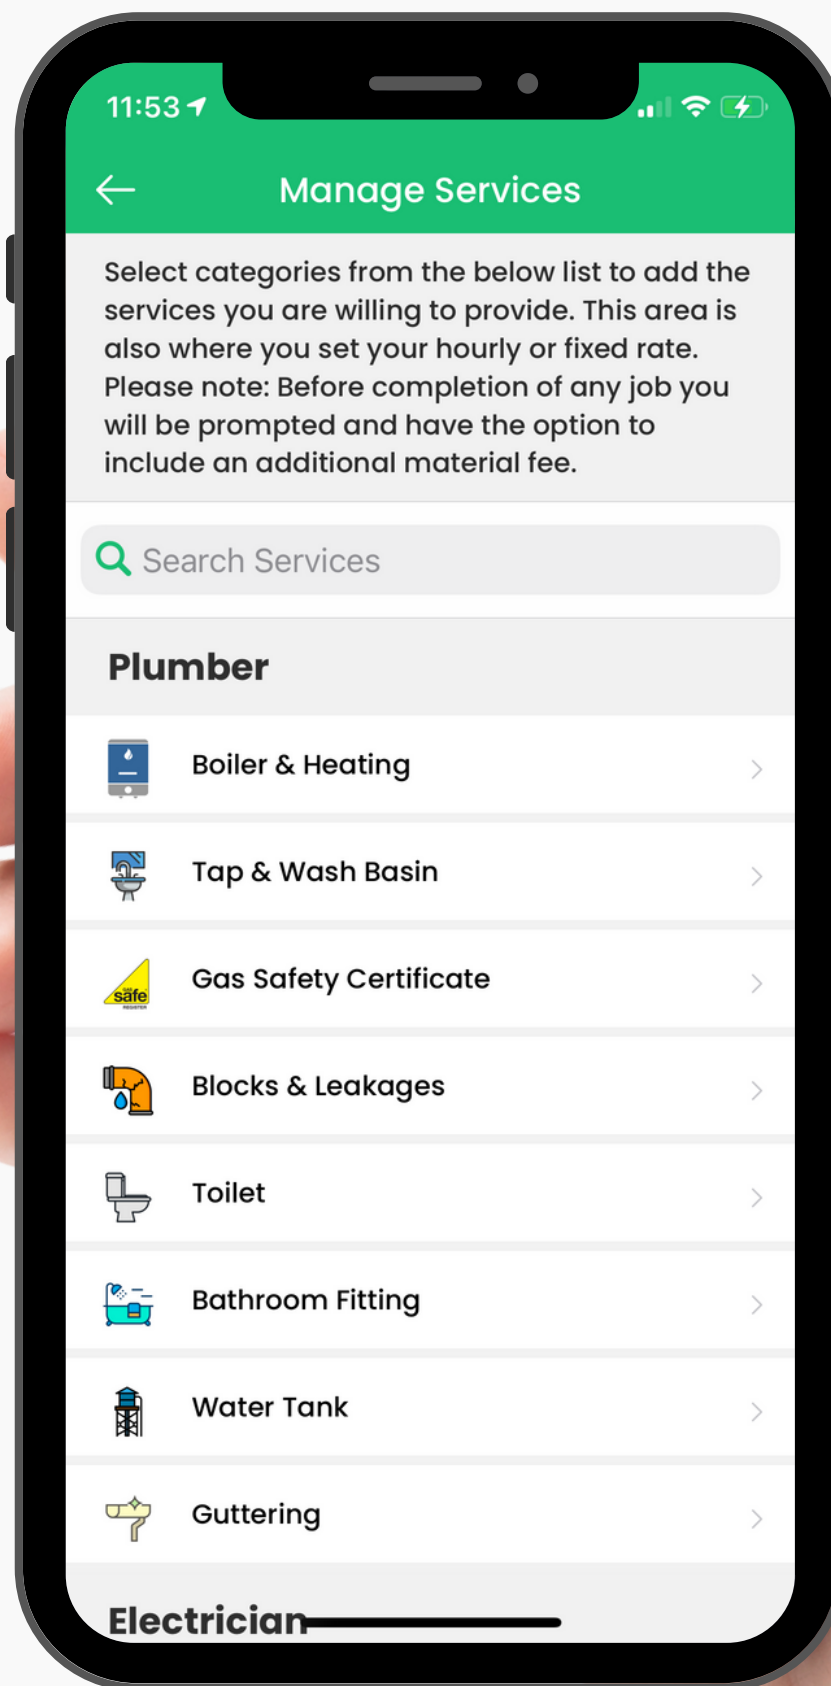 11:53
Manage Services
Select categories from the below list to add the
services you are willing to provide. This area is
also where you set your hourly or fixed rate.
Please note: Before completion of any job you
will be prompted and have the option to
include an additional material fee.
Search Services
Plumber
Boiler & Heating
Tap & Wash Basin
safe
Gas Safety Certificate
Blocks & Leakages
Toilet
Bathroom Fitting
Water Tank
Guttering
Electrician